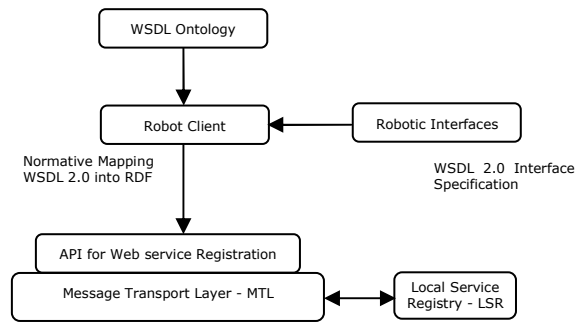 WSDL Ontology
Robot Client
Robotic Interfaces
Normative Mapping
WSDL 2.0 into RDF
WSDL 2.0 Interface
Specification
API for Web service Registration
Message Transport Layer - MTL
Local Service
Registry - LSR